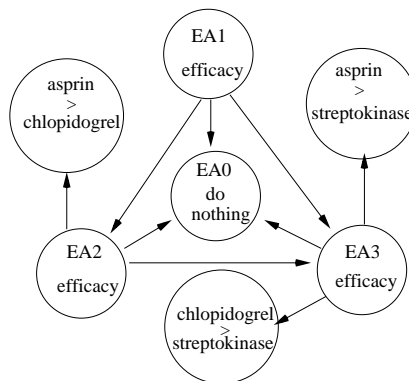 EA1
efficacy
asprin
>
chlopidogrel
asprin
>
streptokinase
EA0
do
nothing
EA2
efficacy
EA3
efficacy
chlopidogrel
>
streptokinase